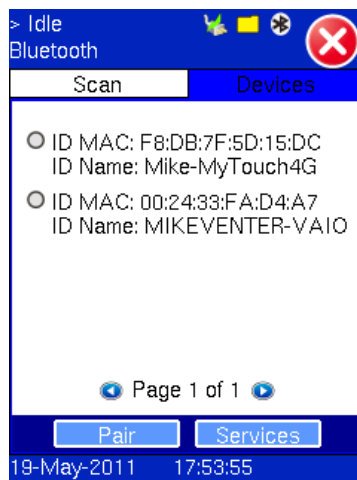 > Idle
Bluetooth
Scan Devices
ID MAC: F8:DB:7F:5D:15:DC
ID Name: Mike-MyTouch4G
ID MAC: 00:24:33:FA:D4:A7
ID Name: MIKEVENTER-VAIO
Page 1 of 1
Pair Services
19-May-2011 17:53:55